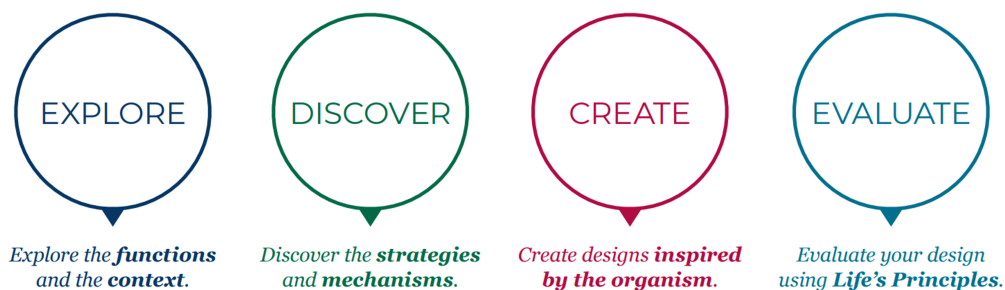 EXPLORE
Explore the functions
and the context.
DISCOVER
Discover the strategies
and mechanisms.
CREATE
Create designs inspired
by the organism.
EVALUATE
Evaluate your design
using Life's Principles.